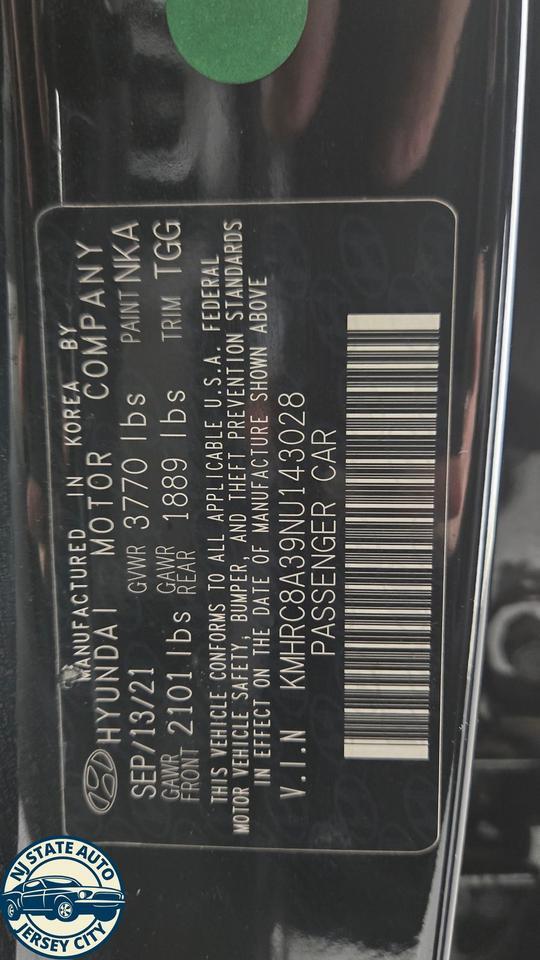 MANUFACTURED IN KOREA BY
HYUNDAI MOTOR COMPANY
SEP/13/21 GVWR 3770 lbs PAINT NKA
GAWR FRONT 2101 lbs GAWR REAR 1889 lbs TRIM TGG
THIS VEHICLE CONFORMS TO ALL APPLICABLE U.S.A. FEDERAL
MOTOR VEHICLE SAFETY, BUMPER, AND THEFT PREVENTION STANDARDS
IN EFFECT ON THE DATE OF MANUFACTURE SHOWN ABOVE
V.I.N KMHRC8A39NU143028
PASSENGER CAR
NJ STATE AUTO
JERSEY CITY